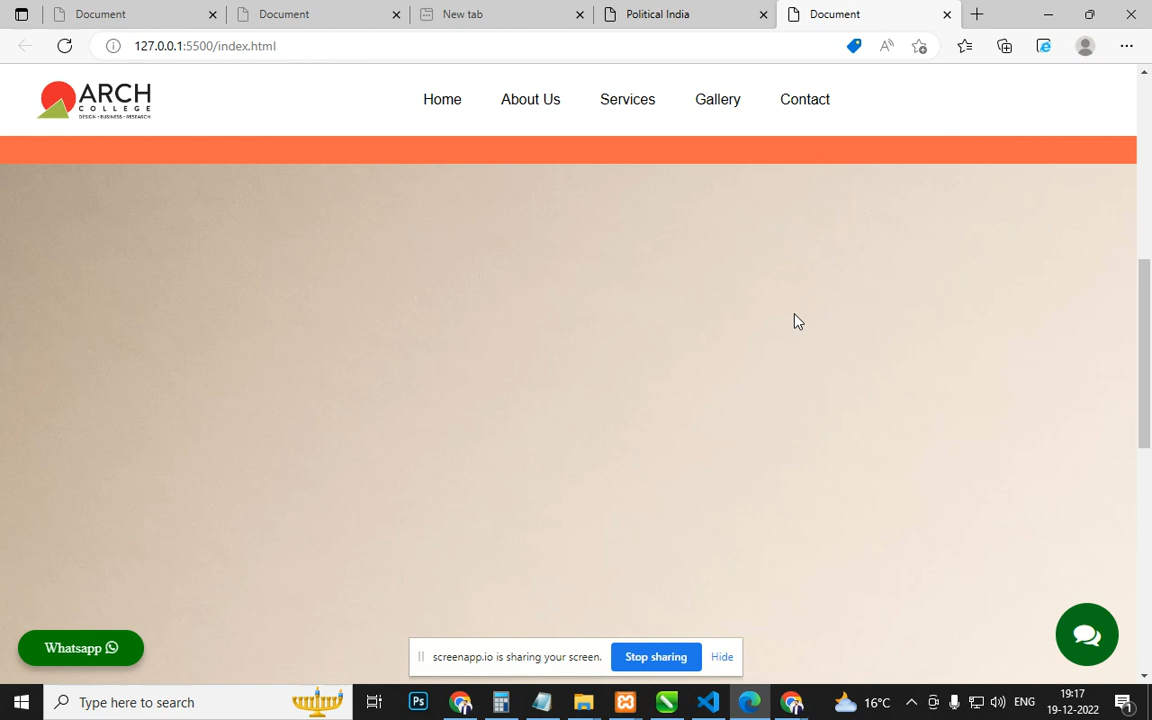 Document
Document
New tab
Political India
Document
127.0.0.1:5500/index.html
ARCH
COLLEGE
DESIGN • BUSINESS • RESEARCH
Home
About Us
Services
Gallery
Contact
Whatsapp
screenapp.io is sharing your screen.
Stop sharing
Hide
Type here to search
Ps
16°C
ENG
19:17
19-12-2022
1